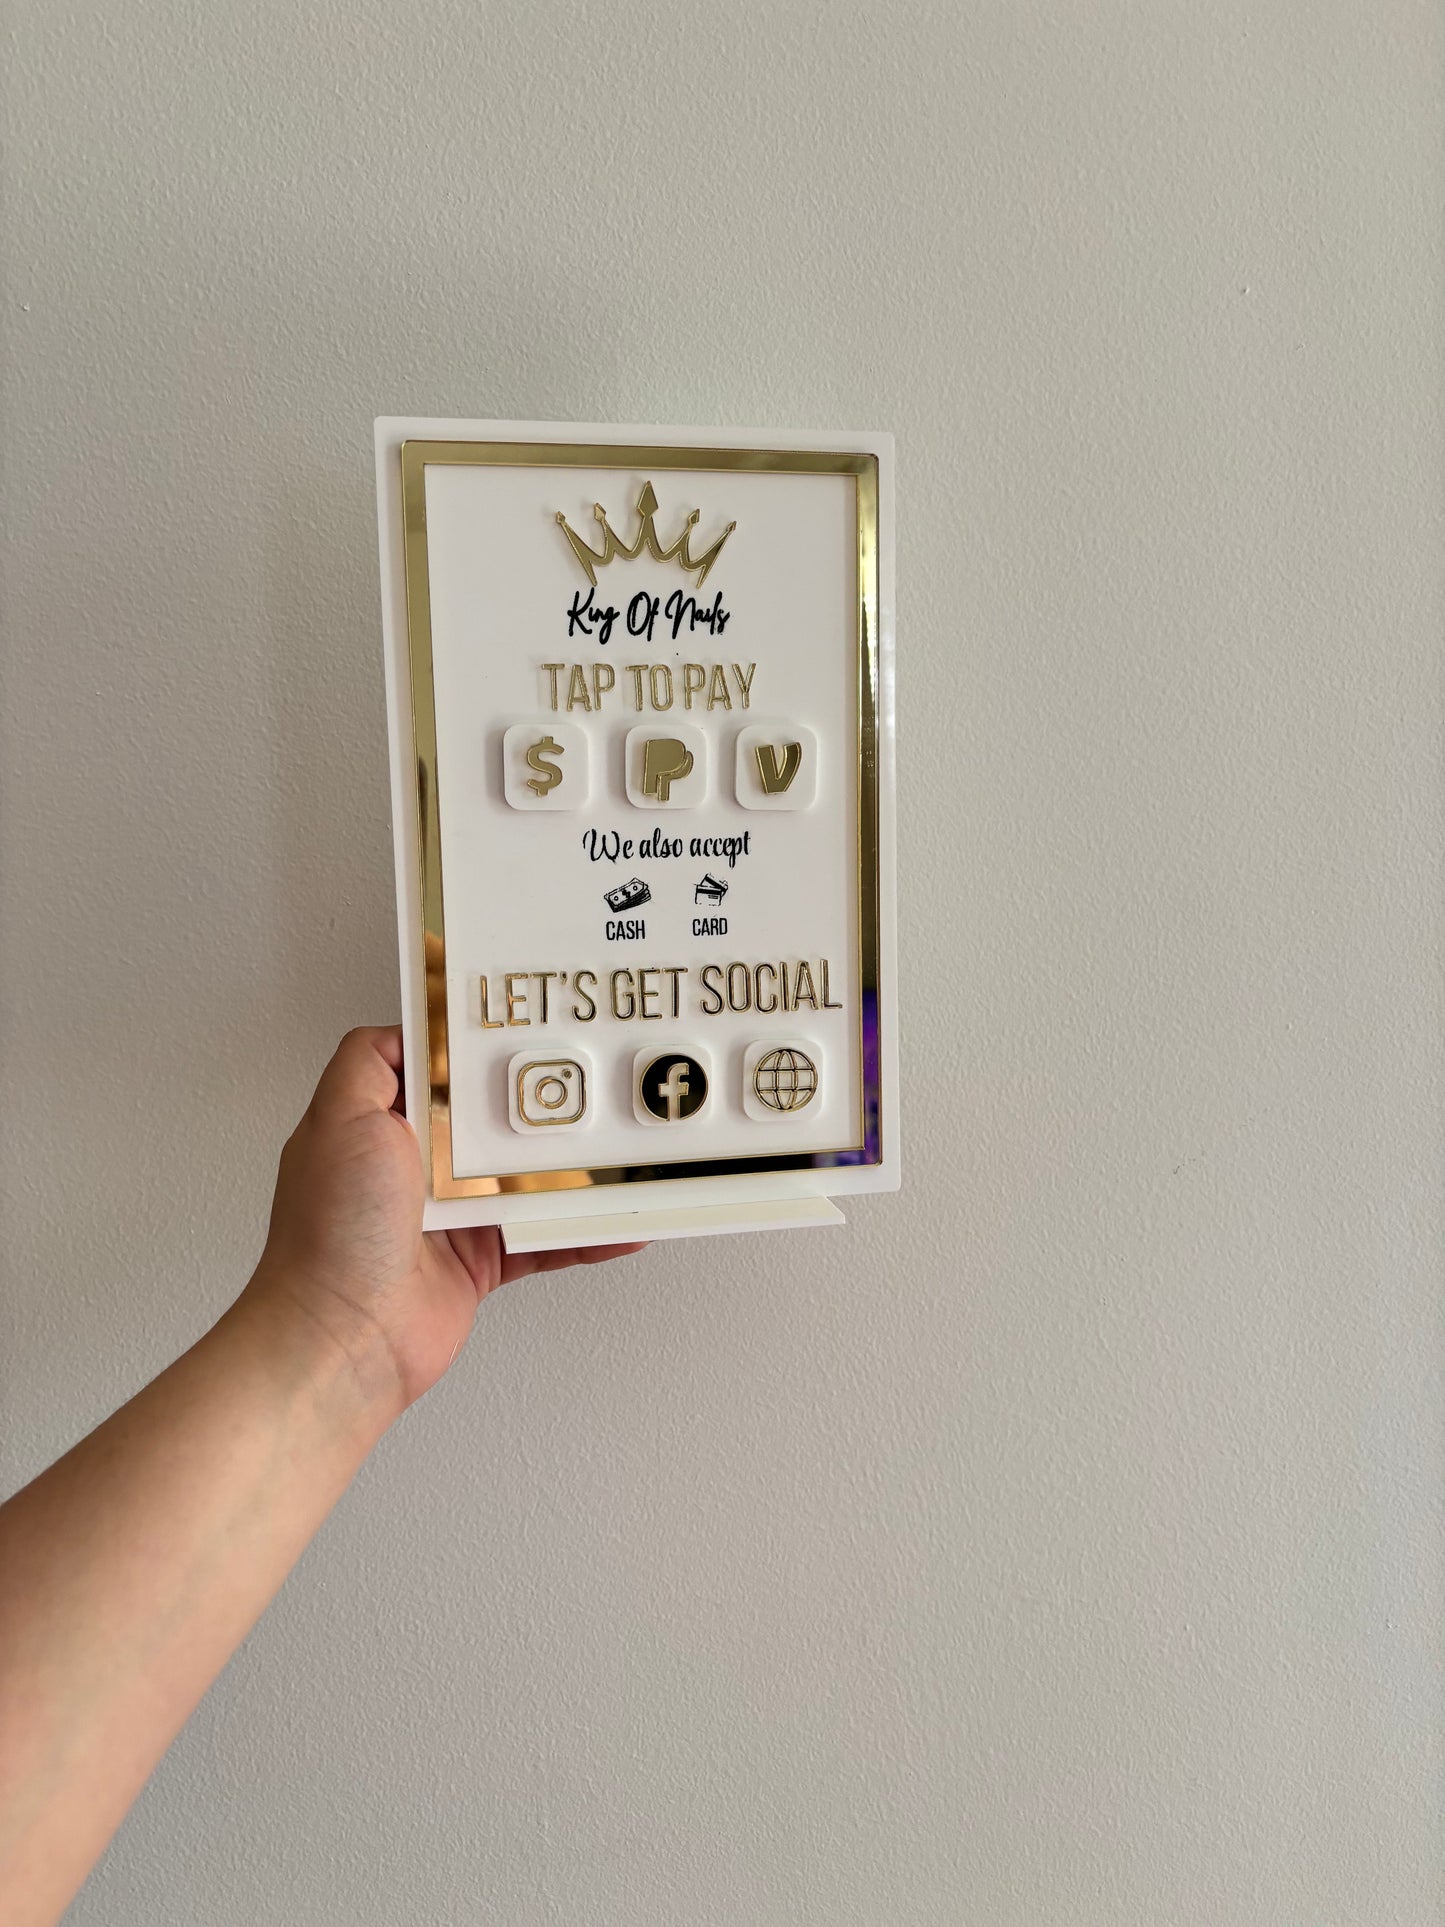 King Of Nails
TAP TO PAY
$ P V
We also accept
CASH CARD
LET'S GET SOCIAL
f